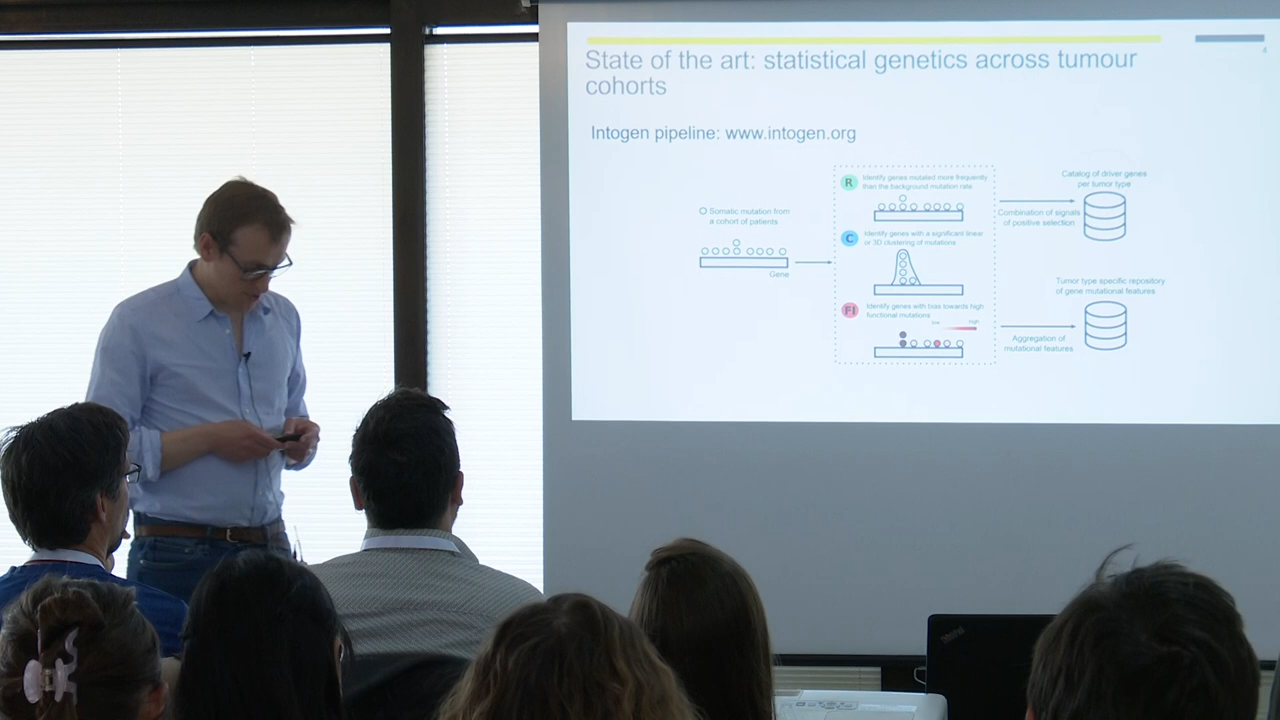 4
State of the art: statistical genetics across tumour
cohorts
Intogen pipeline: www.intogen.org
Somatic mutation from
a cohort of patients
Gene
R
Identify genes mutated more frequently
than the background mutation rate
C
Identify genes with a significant linear
or 3D clustering of mutations
FI
Identify genes with bias towards high
functional mutations
low
high
Catalog of driver genes
per tumor type
Combination of signals
of positive selection
Tumor type specific repository
of gene mutational features
Aggregation of
mutational features
ThinkPad